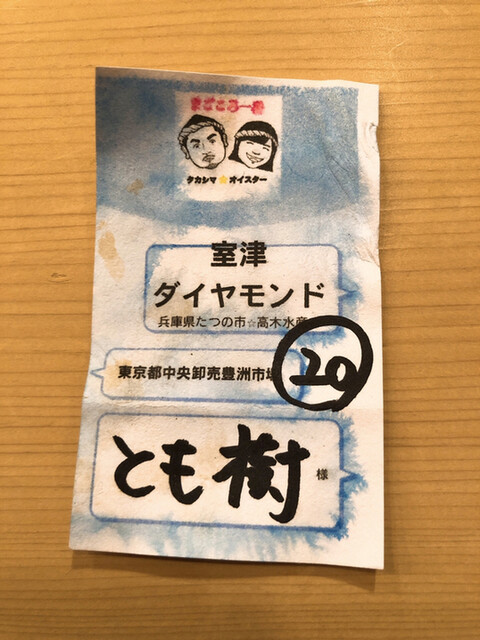 まごころ一番
タカシマ★オイスター
室津
ダイヤモンド
兵庫県たつの市☆高木水産
東京都中央卸売豊洲市場
20
とも樹 様